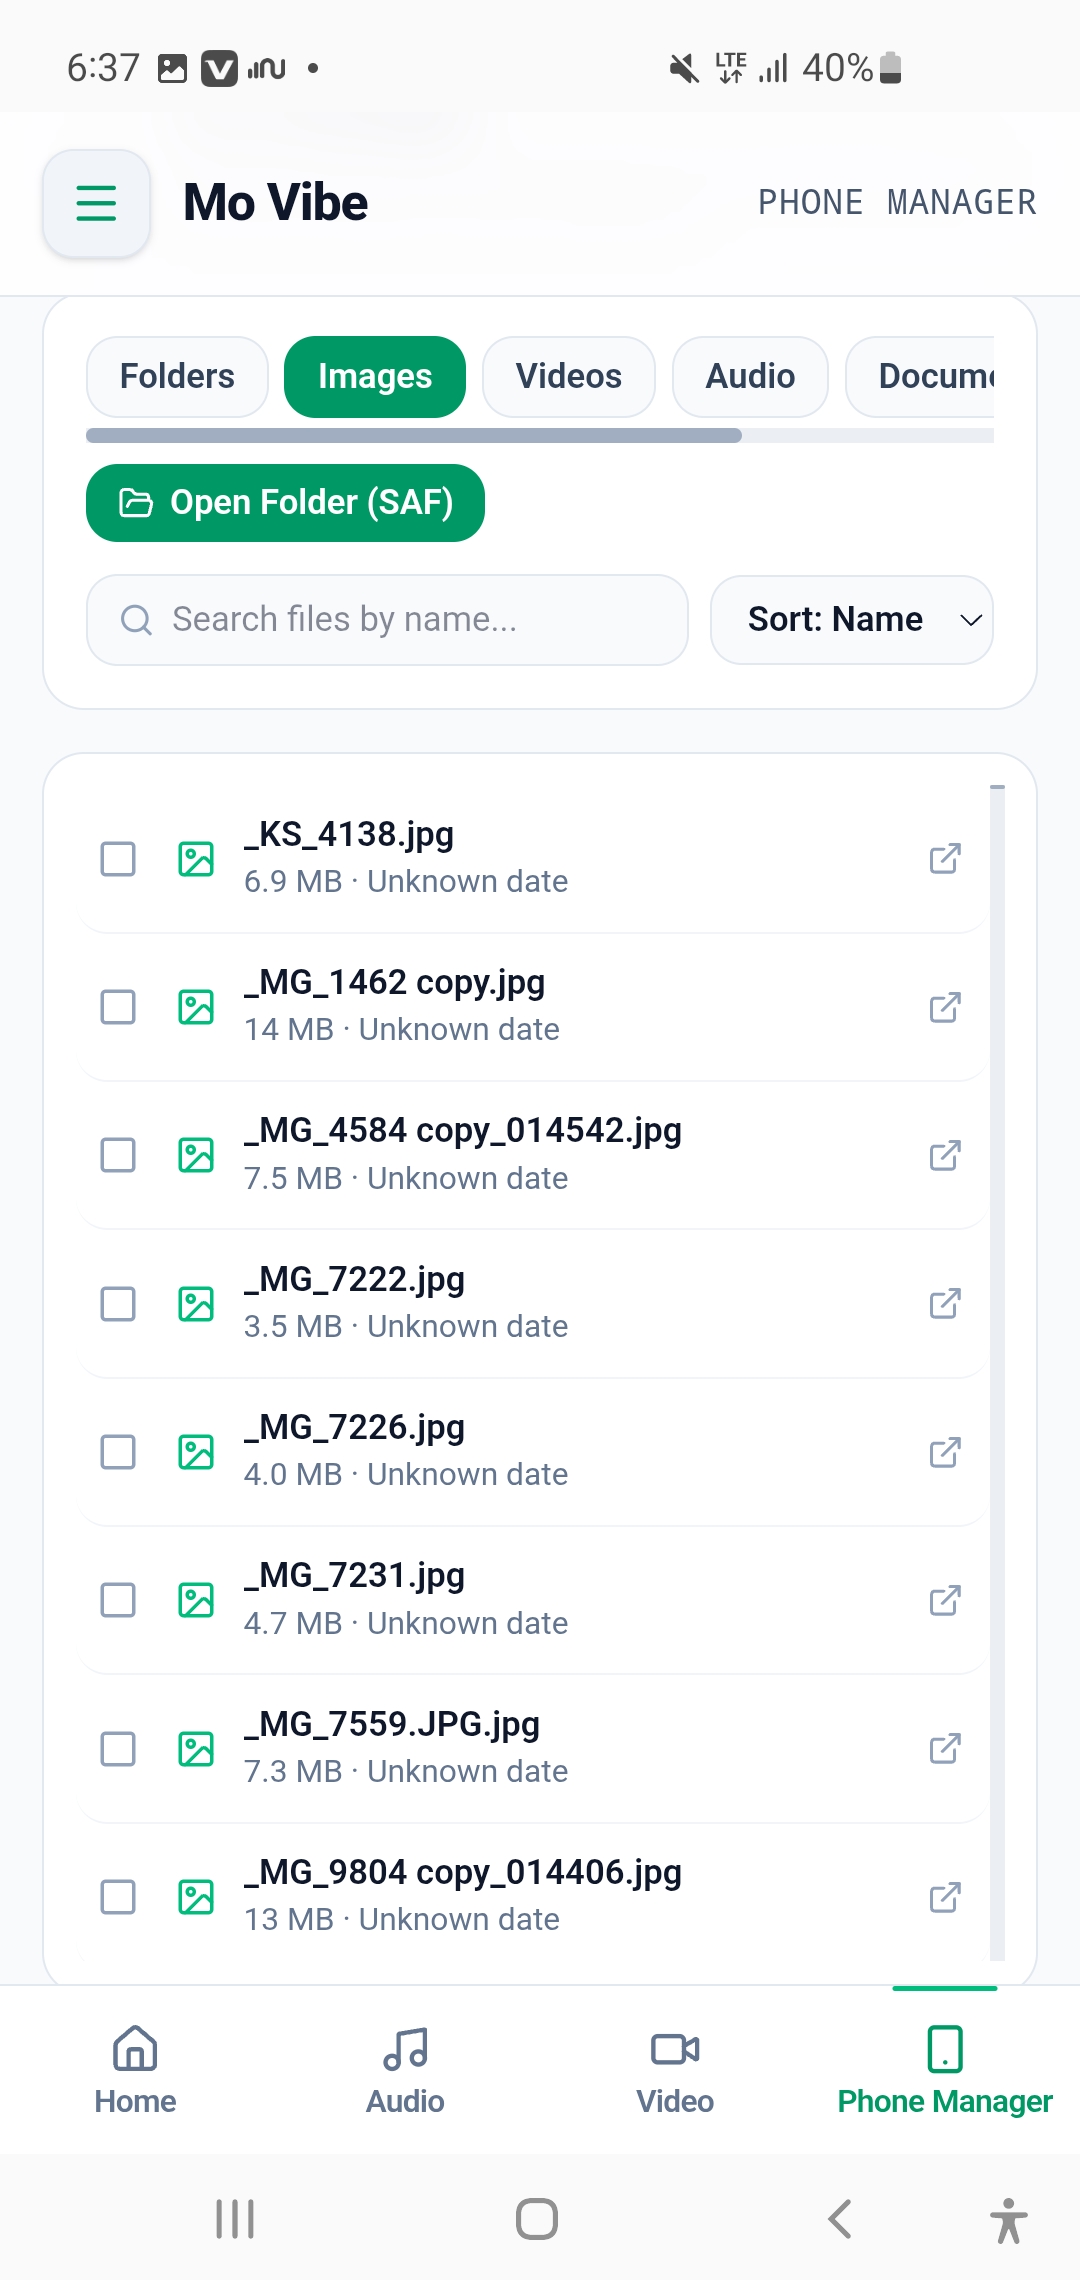 6:37
LTE
40%
Mo Vibe
PHONE MANAGER
Folders
Images
Videos
Audio
Docume
Open Folder (SAF)
Search files by name...
Sort: Name
_KS_4138.jpg
6.9 MB · Unknown date
_MG_1462 copy.jpg
14 MB · Unknown date
_MG_4584 copy_014542.jpg
7.5 MB · Unknown date
_MG_7222.jpg
3.5 MB · Unknown date
_MG_7226.jpg
4.0 MB · Unknown date
_MG_7231.jpg
4.7 MB · Unknown date
_MG_7559.JPG.jpg
7.3 MB · Unknown date
_MG_9804 copy_014406.jpg
13 MB · Unknown date
Home
Audio
Video
Phone Manager